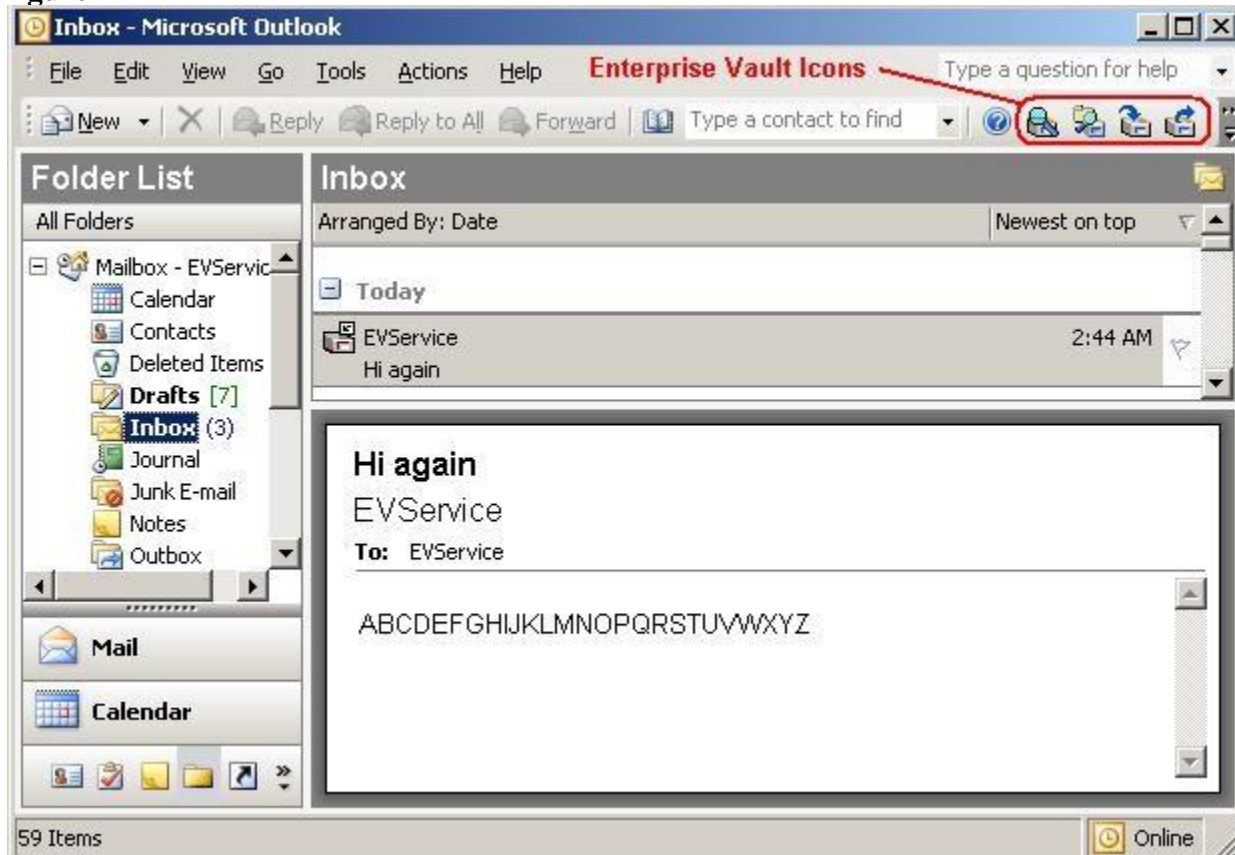 Inbox - Microsoft Outlook
File Edit View Go Tools Actions Help Enterprise Vault Icons Type a question for help
New Reply Reply to All Forward Type a contact to find
Folder List
Inbox
All Folders
Arranged By: Date Newest on top
Mailbox - EVServic
Calendar
Contacts
Deleted Items
Drafts [7]
Inbox (3)
Journal
Junk E-mail
Notes
Outbox
Today
EVService 2:44 AM
Hi again
Hi again
EVService
To: EVService
ABCDEFGHIJKLMNOPQRSTUVWXYZ
Mail
Calendar
59 Items
Online